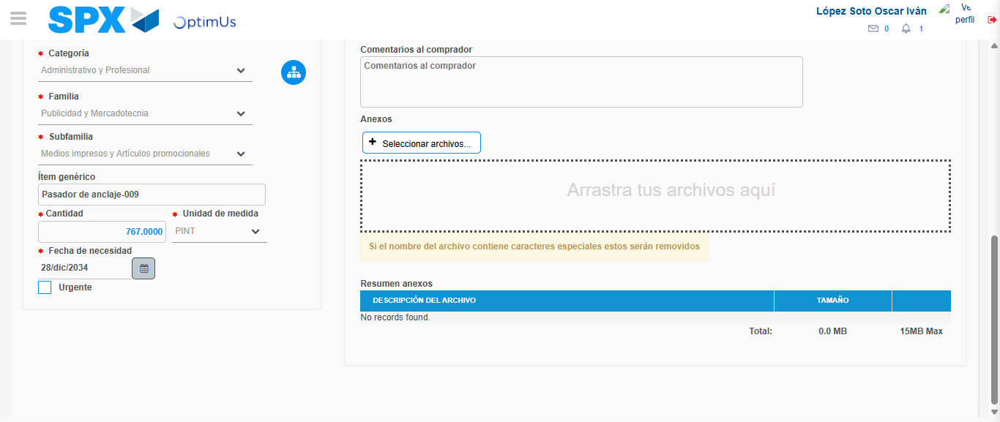 SPX
OptimUs
López Soto Oscar Iván
Ve
perfil
0
1
* Categoría
Administrativo y Profesional
* Familia
Publicidad y Mercadotecnia
* Subfamilia
Medios impresos y Artículos promocionales
Ítem genérico
Pasador de anclaje-009
* Cantidad
* Unidad de medida
767.0000
PINT
* Fecha de necesidad
28/dic/2034
Urgente
Comentarios al comprador
Comentarios al comprador
Anexos
+ Seleccionar archivos...
Arrastra tus archivos aquí
Si el nombre del archivo contiene caracteres especiales estos serán removidos
Resumen anexos
DESCRIPCIÓN DEL ARCHIVO TAMAÑO
No records found.
Total: 0.0 MB 15MB Max